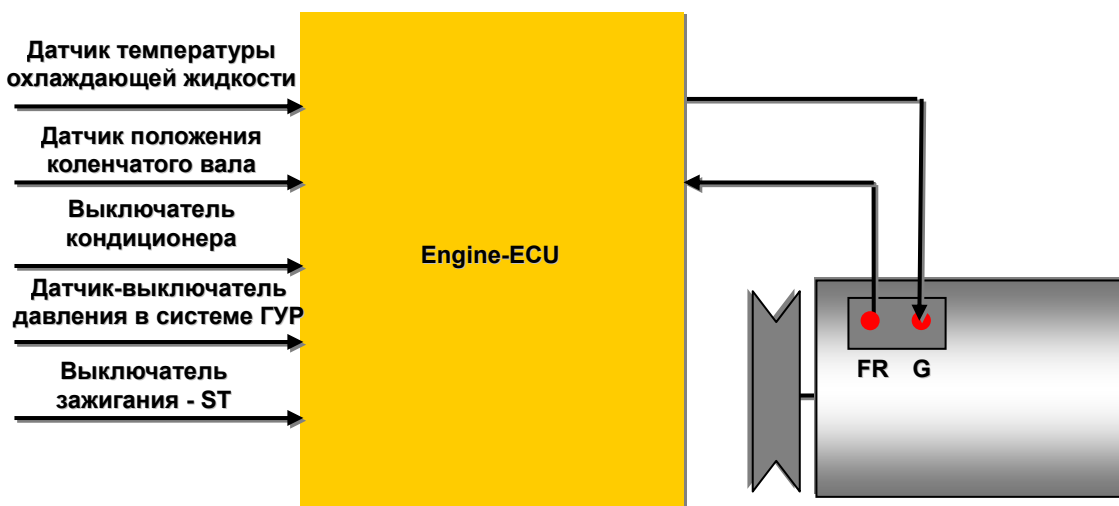 Датчик температуры
охлаждающей жидкости
Датчик положения
коленчатого вала
Выключатель
кондиционера
Датчик-выключатель
давления в системе ГУР
Выключатель
зажигания - ST
Engine-ECU
FR G